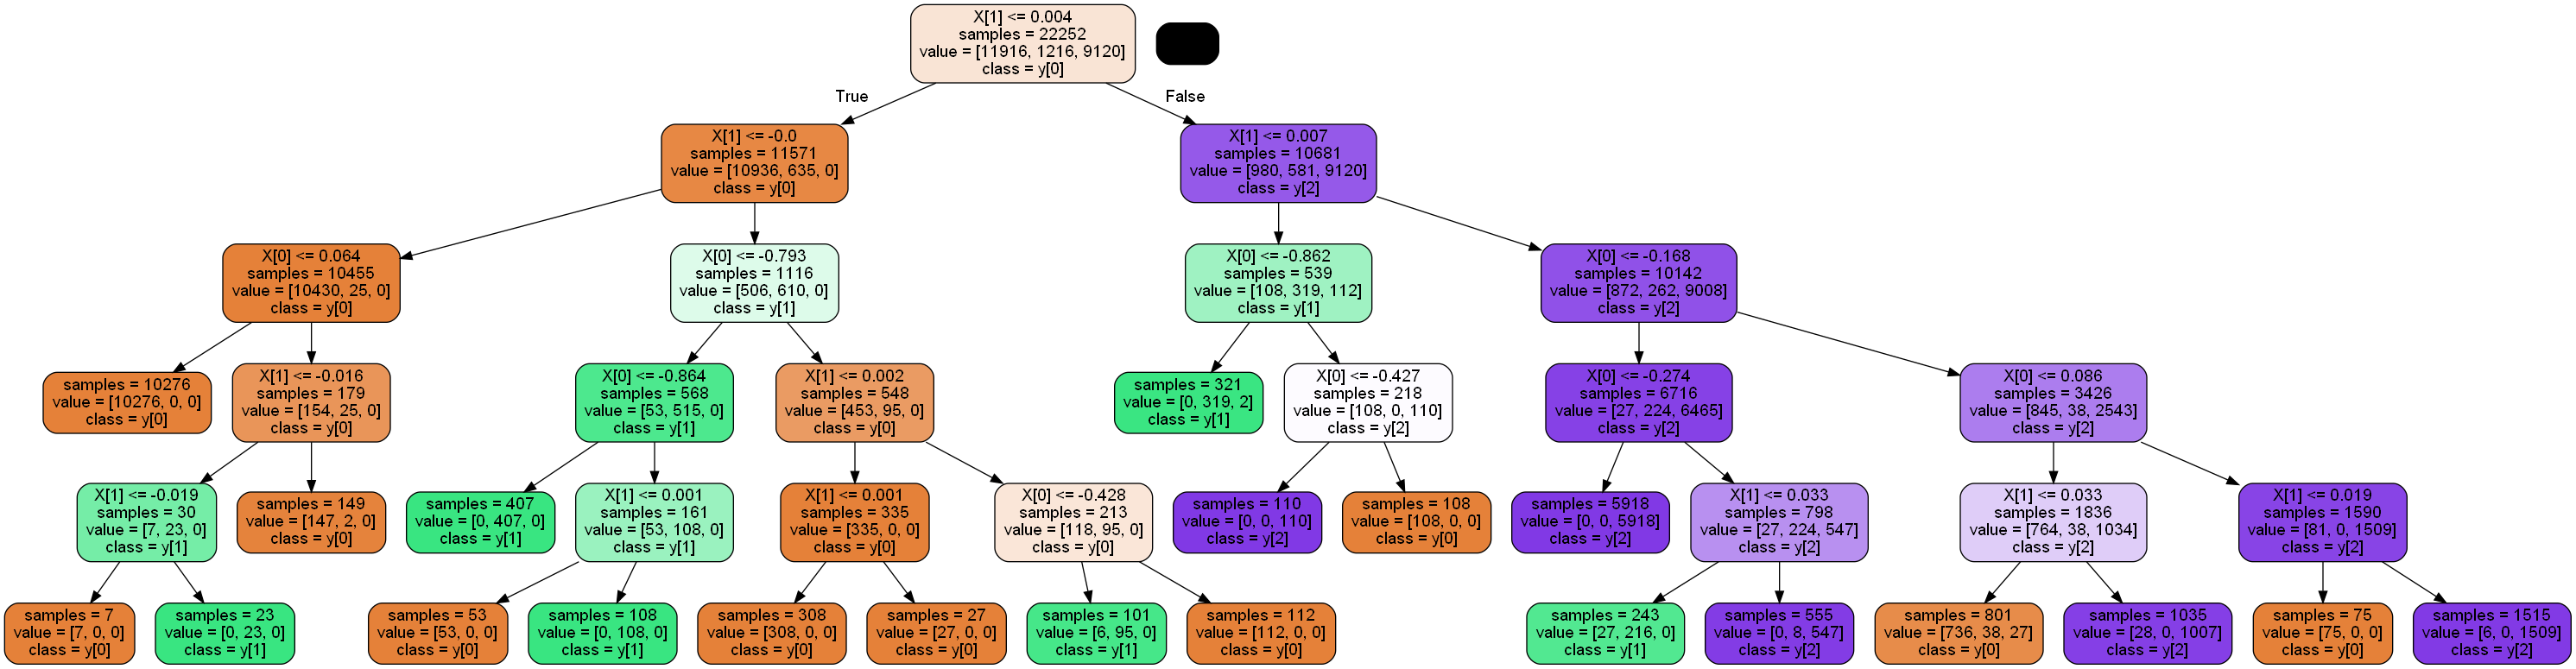 X[1] <= 0.004
samples = 22252
value = [11916, 1216, 9120]
class = y[0]
True
False
X[1] <= -0.0
samples = 11571
value = [10936, 635, 0]
class = y[0]
X[1] <= 0.007
samples = 10681
value = [980, 581, 9120]
class = y[2]
X[0] <= 0.064
samples = 10455
value = [10430, 25, 0]
class = y[0]
X[0] <= -0.793
samples = 1116
value = [506, 610, 0]
class = y[1]
X[0] <= -0.862
samples = 539
value = [108, 319, 112]
class = y[1]
X[0] <= -0.168
samples = 10142
value = [872, 262, 9008]
class = y[2]
samples = 10276
value = [10276, 0, 0]
class = y[0]
X[1] <= -0.016
samples = 179
value = [154, 25, 0]
class = y[0]
X[0] <= -0.864
samples = 568
value = [53, 515, 0]
class = y[1]
X[1] <= 0.002
samples = 548
value = [453, 95, 0]
class = y[0]
samples = 321
value = [0, 319, 2]
class = y[1]
X[0] <= -0.427
samples = 218
value = [108, 0, 110]
class = y[2]
X[0] <= -0.274
samples = 6716
value = [27, 224, 6465]
class = y[2]
X[0] <= 0.086
samples = 3426
value = [845, 38, 2543]
class = y[2]
X[1] <= -0.019
samples = 30
value = [7, 23, 0]
class = y[1]
samples = 149
value = [147, 2, 0]
class = y[0]
samples = 407
value = [0, 407, 0]
class = y[1]
X[1] <= 0.001
samples = 161
value = [53, 108, 0]
class = y[1]
X[1] <= 0.001
samples = 335
value = [335, 0, 0]
class = y[0]
X[0] <= -0.428
samples = 213
value = [118, 95, 0]
class = y[0]
samples = 110
value = [0, 0, 110]
class = y[2]
samples = 108
value = [108, 0, 0]
class = y[0]
samples = 5918
value = [0, 0, 5918]
class = y[2]
X[1] <= 0.033
samples = 798
value = [27, 224, 547]
class = y[2]
X[1] <= 0.033
samples = 1836
value = [764, 38, 1034]
class = y[2]
X[1] <= 0.019
samples = 1590
value = [81, 0, 1509]
class = y[2]
samples = 7
value = [7, 0, 0]
class = y[0]
samples = 23
value = [0, 23, 0]
class = y[1]
samples = 53
value = [53, 0, 0]
class = y[0]
samples = 108
value = [0, 108, 0]
class = y[1]
samples = 308
value = [308, 0, 0]
class = y[0]
samples = 27
value = [27, 0, 0]
class = y[0]
samples = 101
value = [6, 95, 0]
class = y[1]
samples = 112
value = [112, 0, 0]
class = y[0]
samples = 243
value = [27, 216, 0]
class = y[1]
samples = 555
value = [0, 8, 547]
class = y[2]
samples = 801
value = [736, 38, 27]
class = y[0]
samples = 1035
value = [28, 0, 1007]
class = y[2]
samples = 75
value = [75, 0, 0]
class = y[0]
samples = 1515
value = [6, 0, 1509]
class = y[2]